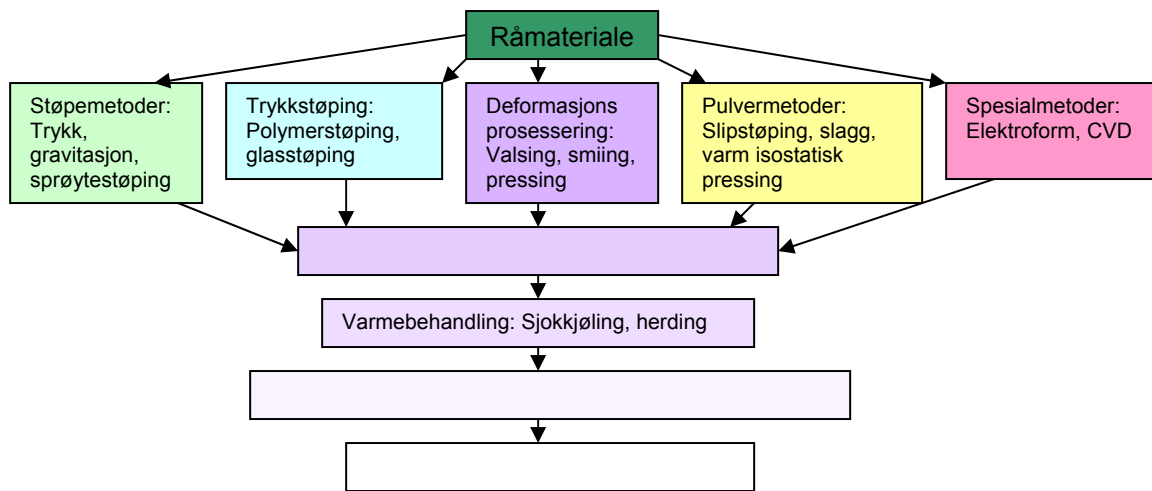 Råmateriale
Støpemetoder:
Trykk,
gravitasjon,
sprøytestøping
Trykkstøping:
Polymerstøping,
glasstøping
Deformasjons
prosessering:
Valsing, smiing,
pressing
Pulvermetoder:
Slipstøping, slagg,
varm isostatisk
pressing
Spesialmetoder:
Elektroform, CVD
Varmebehandling: Sjokkjøling, herding